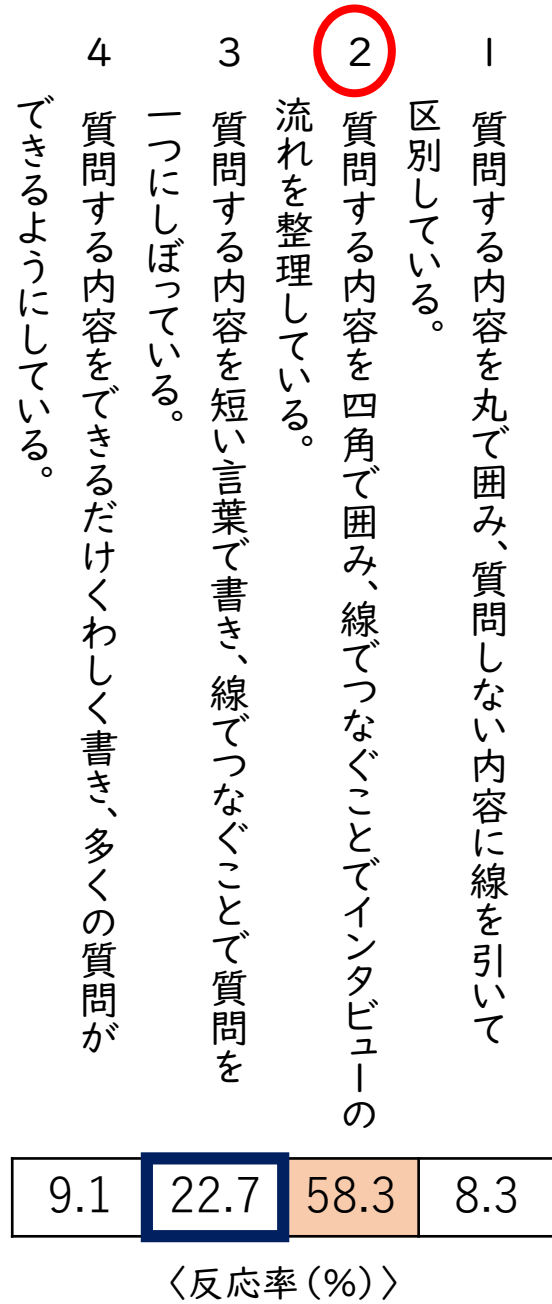 1 質問する内容を丸で囲み、質問しない内容に線を引いて
区別している。
2 質問する内容を四角で囲み、線でつなぐことでインタビューの
流れを整理している。
3 質問する内容を短い言葉で書き、線でつなぐことで質問を
一つにしぼっている。
4 質問する内容をできるだけくわしく書き、多くの質問が
できるようにしている。
9.1 22.7 58.3 8.3
〈反応率(%)〉